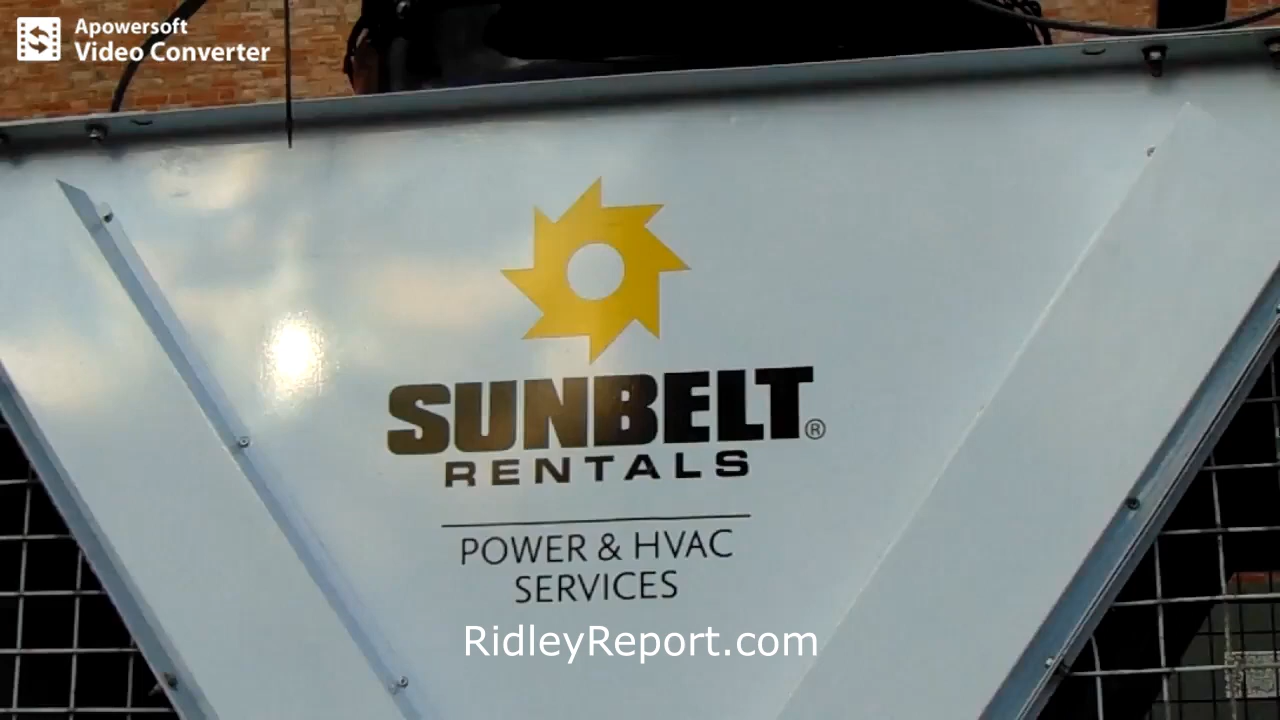 Apowersoft
Video Converter
SUNBELT®
RENTALS
POWER & HVAC
SERVICES
RidleyReport.com